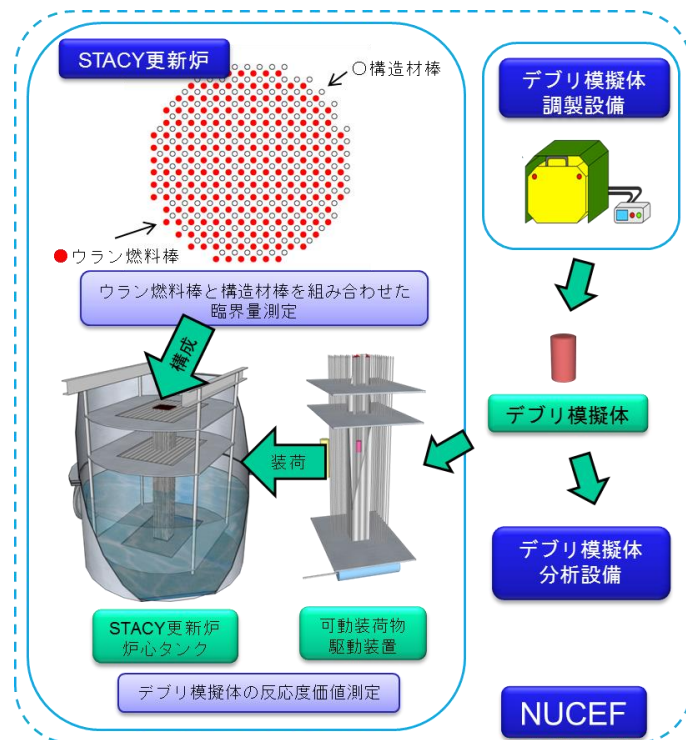 STACY更新炉
〇構造材棒
●ウラン燃料棒
ウラン燃料棒と構造材棒を組み合わせた
臨界量測定
構成
装荷
STACY更新炉
炉心タンク
可動装荷物
駆動装置
デブリ模擬体の反応度価値測定
デブリ模擬体
調製設備
デブリ模擬体
デブリ模擬体
分析設備
NUCEF